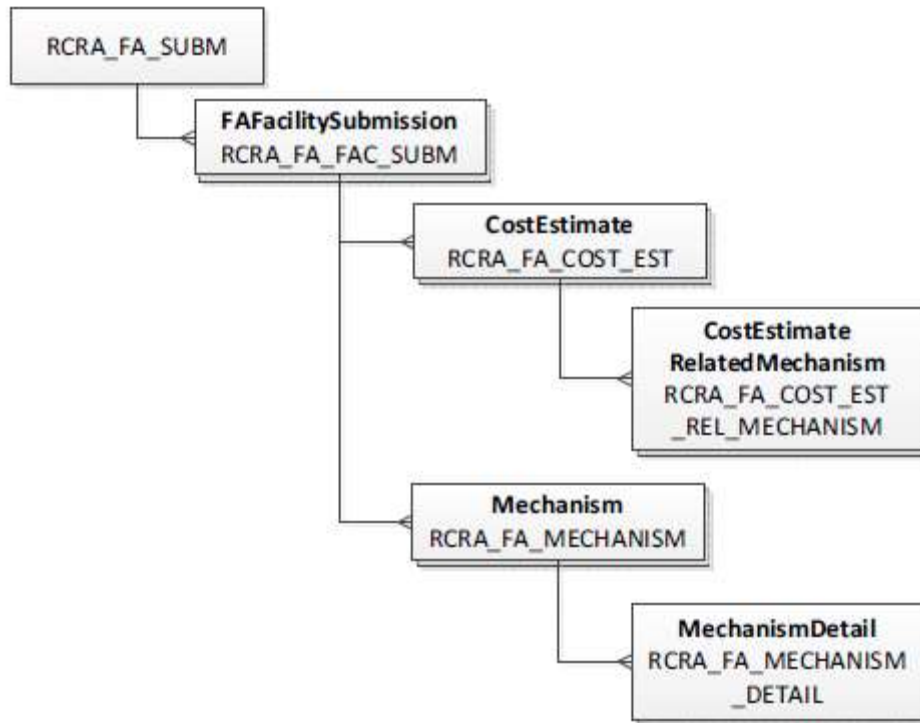 RCRA_FA_SUBM
FAFacilitySubmission
RCRA_FA_FAC_SUBM
CostEstimate
RCRA_FA_COST_EST
CostEstimate
RelatedMechanism
RCRA_FA_COST_EST
_REL_MECHANISM
Mechanism
RCRA_FA_MECHANISM
MechanismDetail
RCRA_FA_MECHANISM
_DETAIL